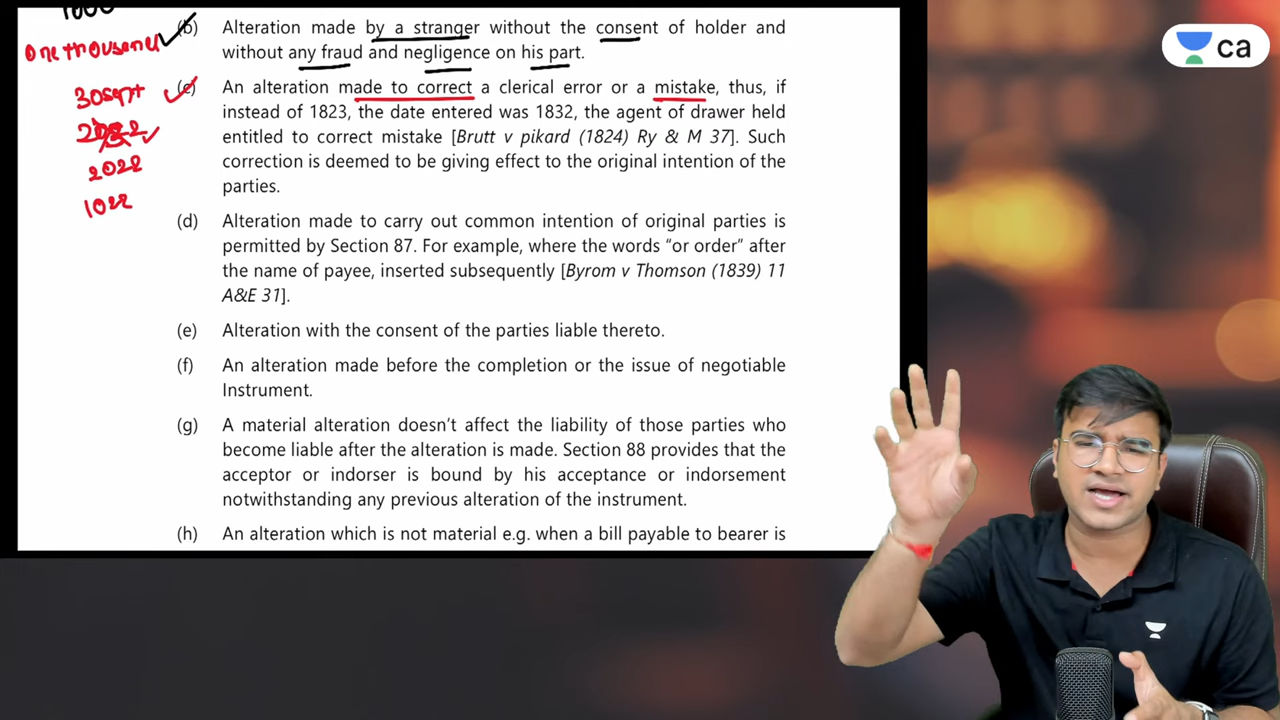 1000
(b) Alteration made by a stranger without the consent of holder and
one thousand
without any fraud and negligence on his part.
ca
(c) An alteration made to correct a clerical error or a mistake, thus, if
30 sept
instead of 1823, the date entered was 1832, the agent of drawer held
entitled to correct mistake [Brutt v pikard (1824) Ry & M 37]. Such
2022
correction is deemed to be giving effect to the original intention of the
parties.
1022
(d) Alteration made to carry out common intention of original parties is
permitted by Section 87. For example, where the words “or order” after
the name of payee, inserted subsequently [Byrom v Thomson (1839) 11
A&E 31].
(e) Alteration with the consent of the parties liable thereto.
(f) An alteration made before the completion or the issue of negotiable
Instrument.
(g) A material alteration doesn’t affect the liability of those parties who
become liable after the alteration is made. Section 88 provides that the
acceptor or indorser is bound by his acceptance or indorsement
notwithstanding any previous alteration of the instrument.
(h) An alteration which is not material e.g. when a bill payable to bearer is